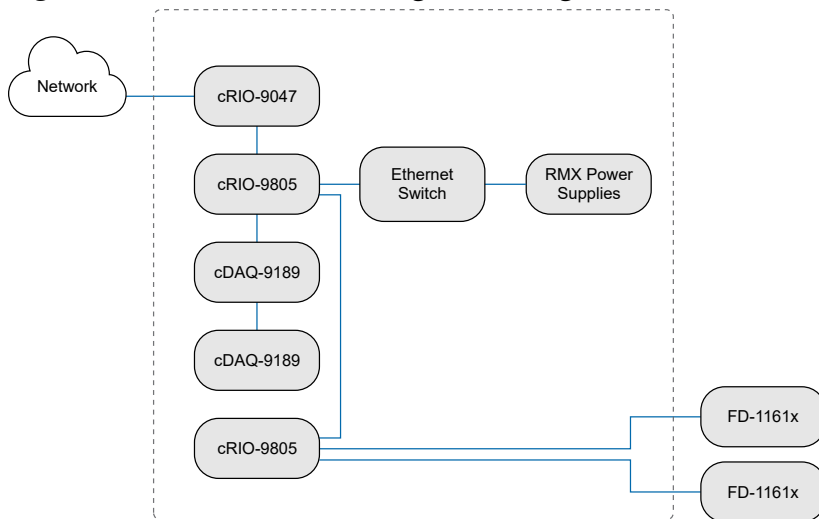 Network
cRIO-9047
cRIO-9805
Ethernet
Switch
RMX Power
Supplies
cDAQ-9189
cDAQ-9189
cRIO-9805
FD-1161x
FD-1161x